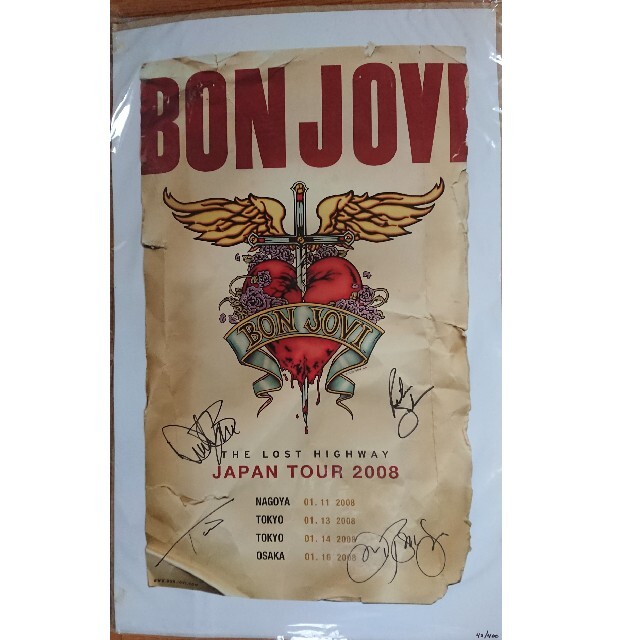 BON JOVI
BON JOVI
THE LOST HIGHWAY
JAPAN TOUR 2008
NAGOYA 01.11 2008
TOKYO 01.13 2008
TOKYO 01.14 2008
OSAKA 01.16 2008